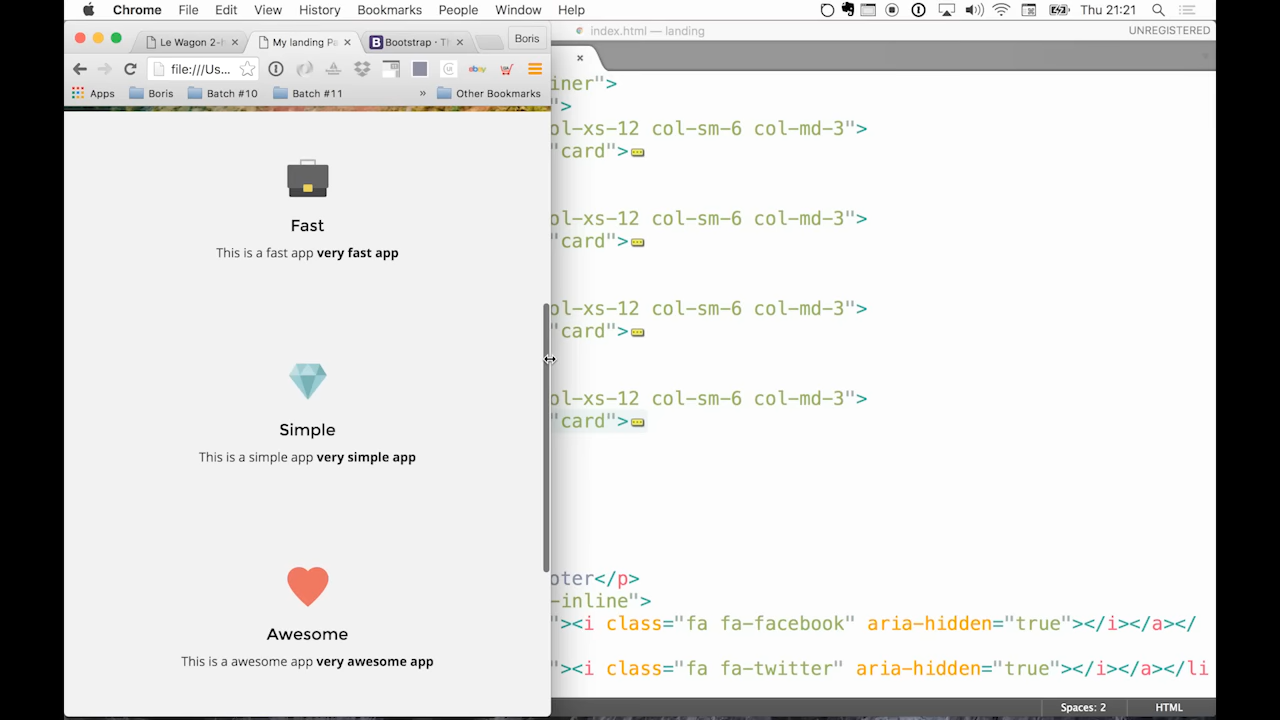 Chrome File Edit View History Bookmarks People Window Help Thu 21:21
index.html — landing UNREGISTERED
Le Wagon 2-
My landing P
Bootstrap · T
Boris
file:///Us...
ebay
Apps Boris Batch #10 Batch #11 » Other Bookmarks
Fast
This is a fast app very fast app
Simple
This is a simple app very simple app
Awesome
This is a awesome app very awesome app
iner">
">
ol-xs-12 col-sm-6 col-md-3">
"card">
ol-xs-12 col-sm-6 col-md-3">
"card">
ol-xs-12 col-sm-6 col-md-3">
"card">
ol-xs-12 col-sm-6 col-md-3">
"card">
oter</p>
-inline">
"><i class="fa fa-facebook" aria-hidden="true"></i></a></
"><i class="fa fa-twitter" aria-hidden="true"></i></a></li
Spaces: 2 HTML